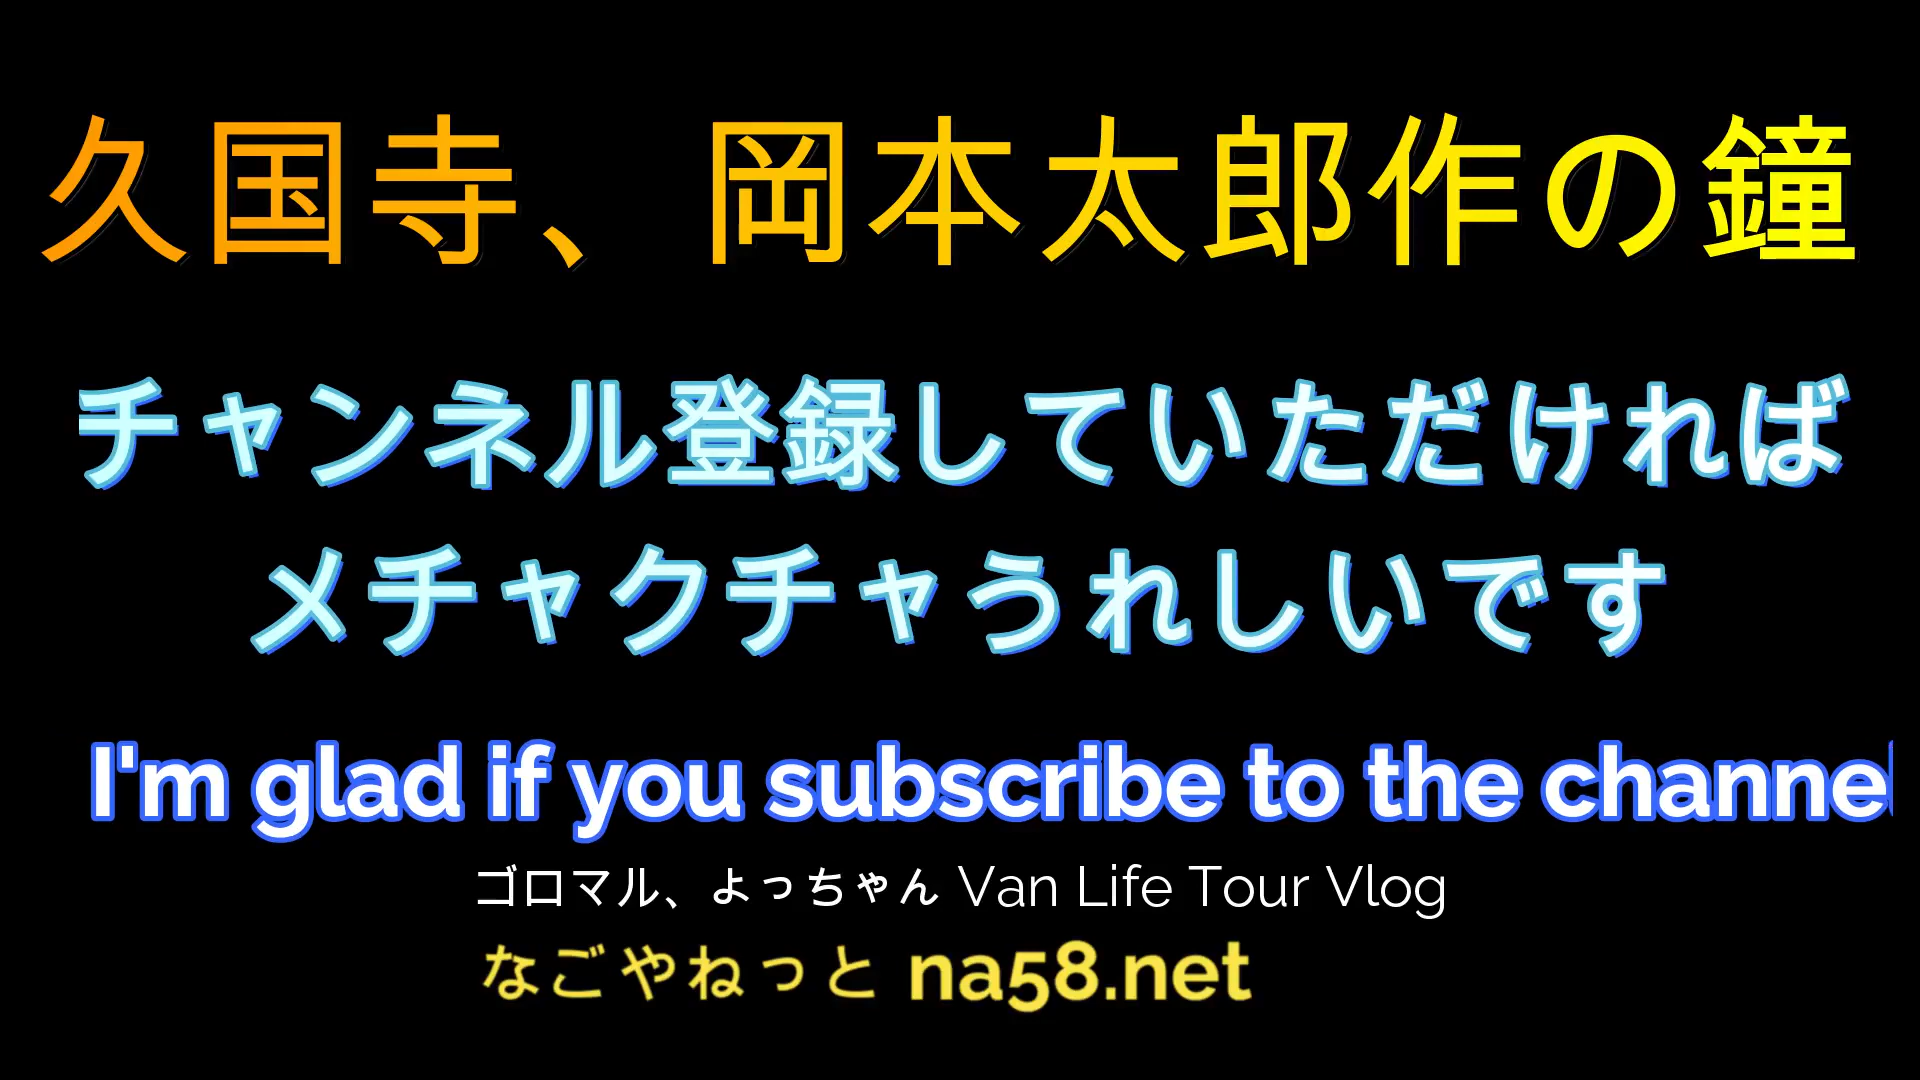 久国寺、岡本太郎作の鐘
チャンネル登録していただければ
メチャクチャうれしいです
I'm glad if you subscribe to the channel
ゴロマル、よっちゃん Van Life Tour Vlog
なごやねっと na58.net